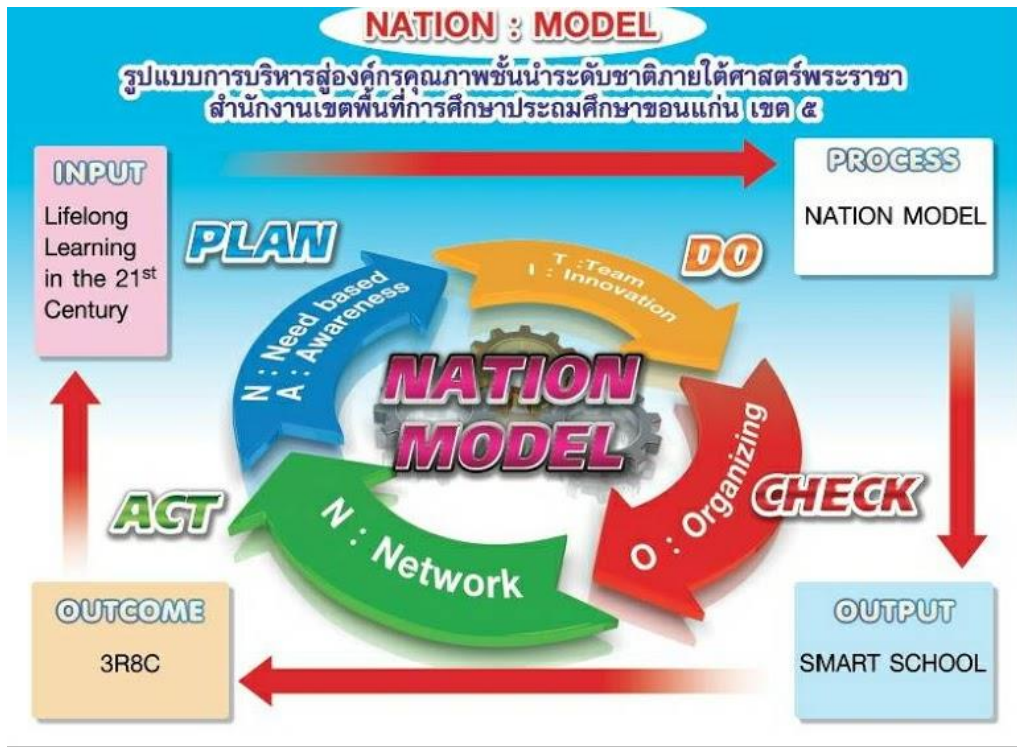 NATION : MODEL
รูปแบบการบริหารสู่องค์กรคุณภาพชั้นนำระดับชาติภายใต้ศาสตร์พระราชา
สำนักงานเขตพื้นที่การศึกษาประถมศึกษาขอนแก่น เขต ๕
INPUT
Lifelong
Learning
in the 21st
Century
PROCESS
NATION MODEL
PLAN
N : Need based
A : Awareness
DO
T : Team
I : Innovation
NATION
MODEL
CHECK
O : Organizing
ACT
N : Network
OUTCOME
3R8C
OUTPUT
SMART SCHOOL